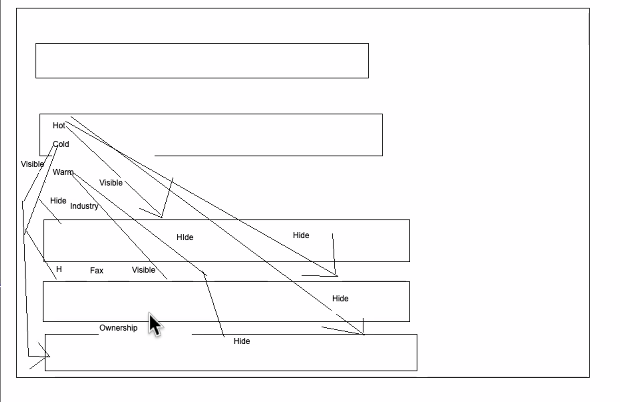 Hot
Cold
Visible
Warm
Visible
Hide
Industry
HIde
Hide
H
Fax
Visible
Hide
Ownership
Hide